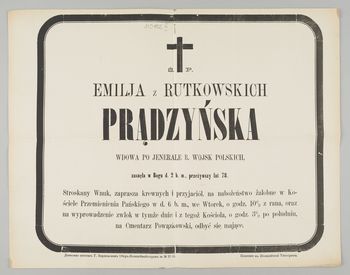 Ś. P.
EMILJA z RUTKOWSKICH
PRĄDZYŃSKA
WDOWA PO JENERALE B. WOJSK POLSKICH,
zasnęła w Bogu d. 2 b. m., przeżywszy lat 78.
Stroskany Wnuk, zaprasza krewnych i przyjaciół, na nabożeństwo żałobne w Ko-
ściele Przemienienia Pańskiego w d. 6 b. m., we Wtorek, o godz. 10½ z rana, oraz
na wyprowadzenie zwłok w tymże dniu i z tegoż Kościoła, o godz. 3½ po południu,
na Cmentarz Powązkowski, odbyć się mające.